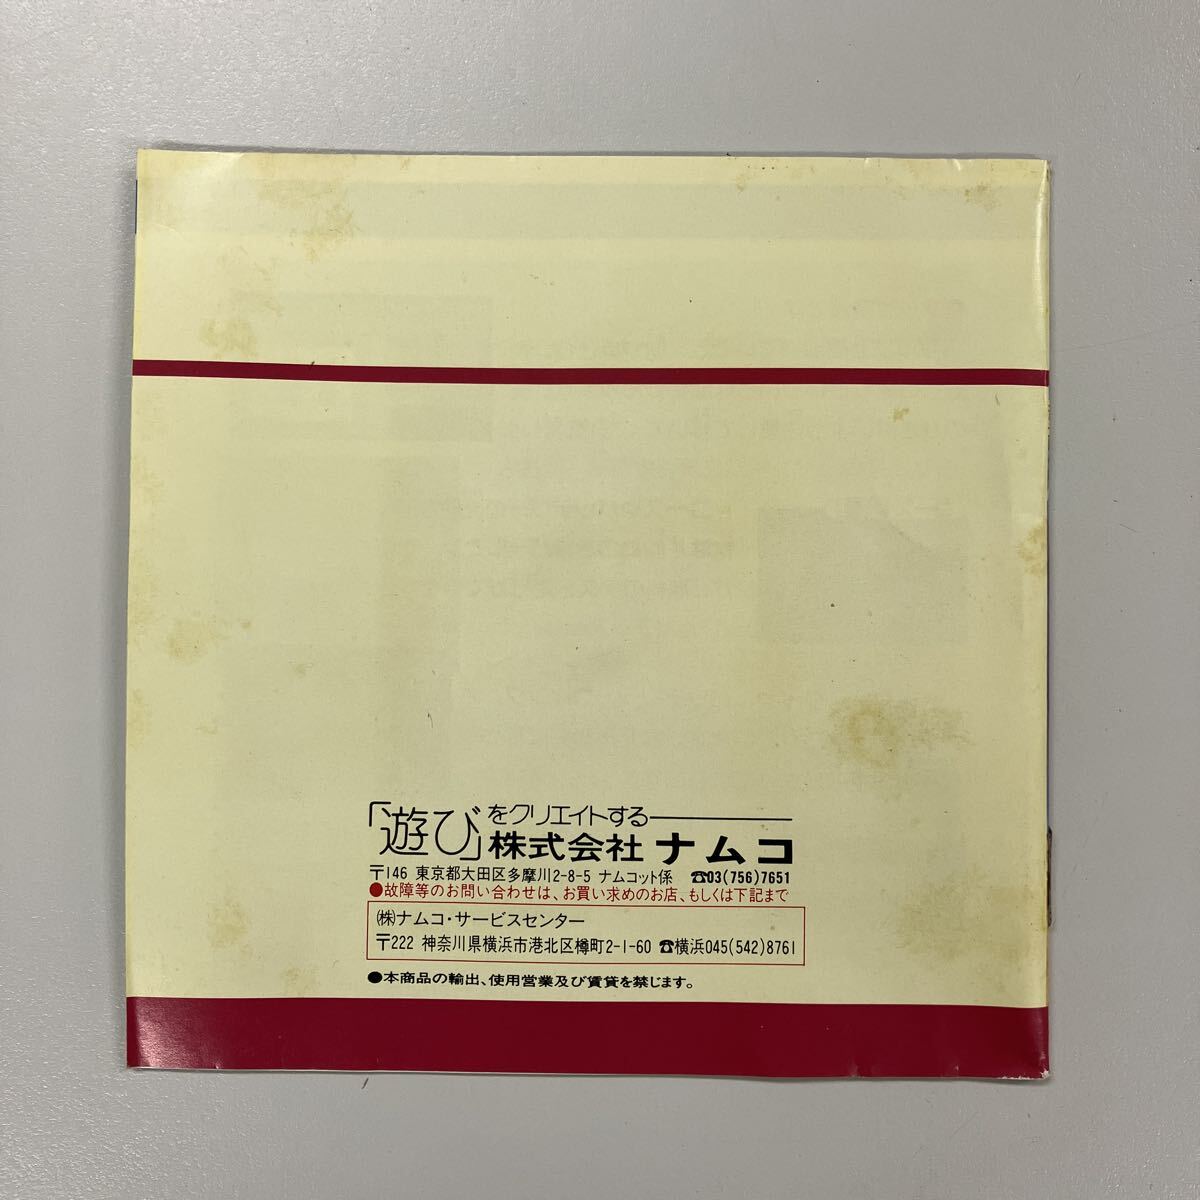 「遊び」をクリエイトする
株式会社 ナムコ
〒146 東京都大田区多摩川2-8-5 ナムコット係 ☎03(756)7651
●故障等のお問い合わせは、お買い求めのお店、もしくは下記まで
㈱ナムコ・サービスセンター
〒222 神奈川県横浜市港北区樽町2-1-60 ☎横浜045(542)8761
●本商品の輸出、使用営業及び賃貸を禁じます。